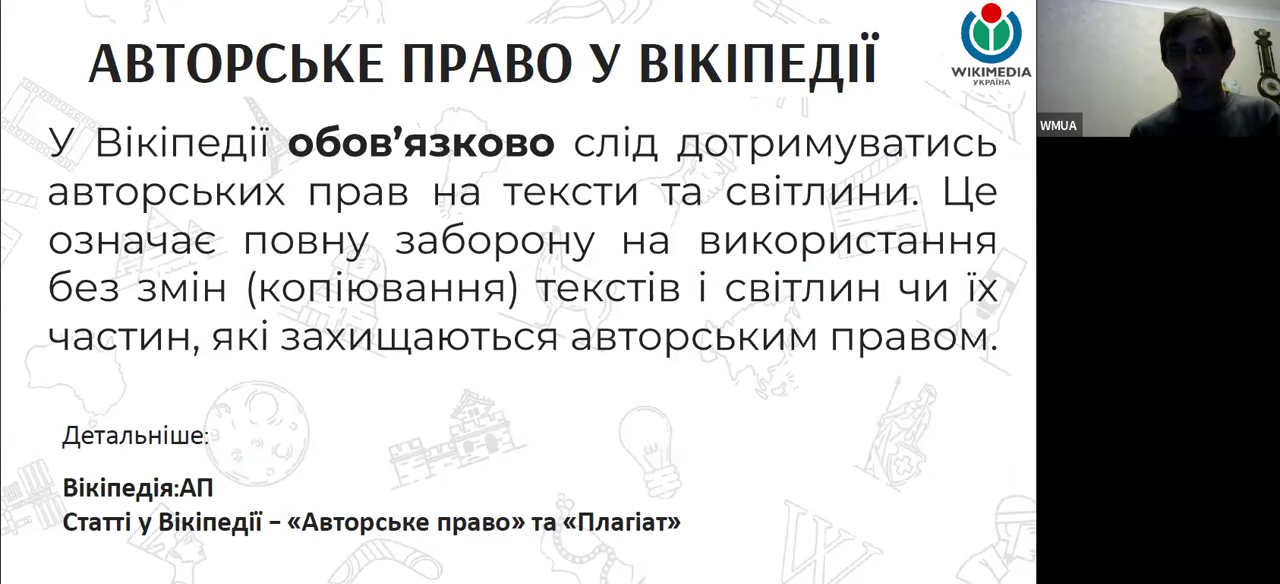 АВТОРСЬКЕ ПРАВО У ВІКІПЕДІЇ
WIKIMEDIA
УКРАЇНА
WMUA
У Вікіпедії обов’язково слід дотримуватись
авторських прав на тексти та світлини. Це
означає повну заборону на використання
без змін (копіювання) текстів і світлин чи їх
частин, які захищаються авторським правом.
Детальніше:
Вікіпедія:АП
Статті у Вікіпедії – «Авторське право» та «Плагіат»